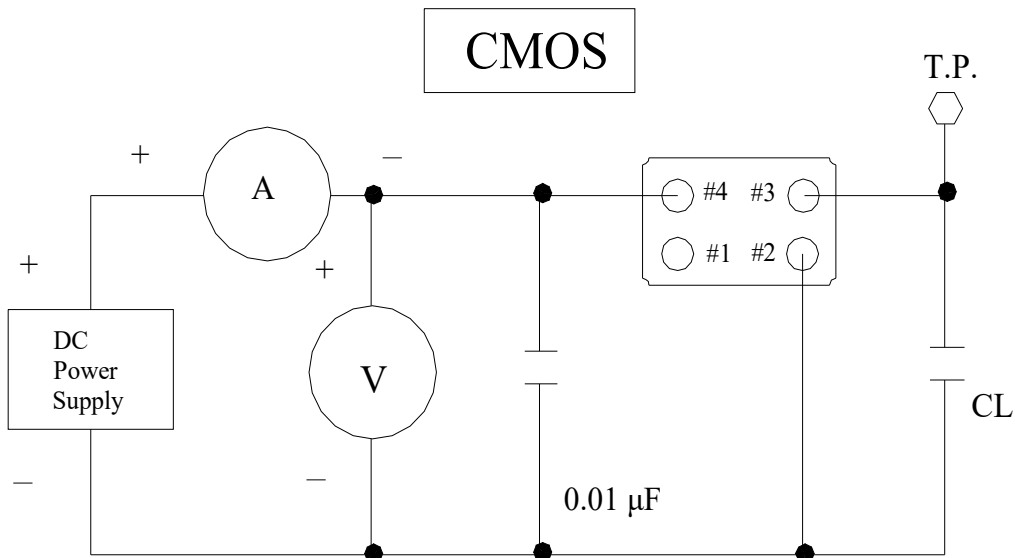 CMOS
T.P.
+
–
A
#4 #3
+
+
#1 #2
DC
Power
Supply
V
CL
–
–
0.01 μF